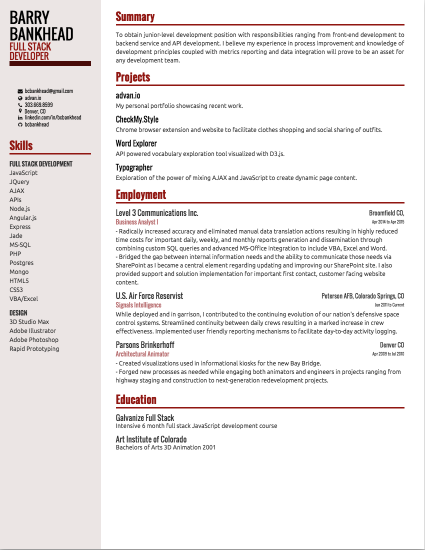 BARRY
BANKHEAD
FULL STACK
DEVELOPER
bcbankhead@gmail.com
advan.io
303.669.8599
Denver, CO
linkedin.com/in/bcbankhead
bcbankhead
Skills
FULL STACK DEVELOPMENT
JavaScript
JQuery
AJAX
APIs
Node.js
Angular.js
Express
Jade
MS-SQL
PHP
Postgres
Mongo
HTML5
CSS3
VBA/Excel
DESIGN
3D Studio Max
Adobe Illustrator
Adobe Photoshop
Rapid Prototyping
Summary
To obtain junior-level development position with responsibilities ranging from front-end development to
backend service and API development. I believe my experience in process improvement and knowledge of
development principles coupled with metrics reporting and data integration will prove to be an asset for
any development team.
Projects
advan.io
My personal portfolio showcasing recent work.
CheckMy.Style
Chrome browser extension and website to facilitate clothes shopping and social sharing of outfits.
Word Explorer
API powered vocabulary exploration tool visualized with D3.js.
Typographer
Exploration of the power of mixing AJAX and JavaScript to create dynamic page content.
Employment
Level 3 Communications Inc. Broomfield CO,
Business Analyst I Apr 2014 to Apr 2015
- Radically increased accuracy and eliminated manual data translation actions resulting in highly reduced
time costs for important daily, weekly, and monthly reports generation and dissemination through
combining custom SQL queries and advanced MS-Office integration to include VBA, Excel and Word.
- Bridged the gap between internal information needs and the ability to communicate those needs via
SharePoint as I became a central element regarding updating and improving our SharePoint site. I also
provided support and solution implementation for important first contact, customer facing website
content.
U.S. Air Force Reservist Peterson AFB, Colorado Springs, CO
Signals Intelligence Jan 2011 to Current
While deployed and in garrison, I contributed to the continuing evolution of our nation's defensive space
control systems. Streamlined continuity between daily crews resulting in a marked increase in crew
effectiveness. Implemented user friendly reporting mechanisms to facilitate day-to-day activity logging.
Parsons Brinkerhoff Denver CO
Architectural Animator Apr 2009 to Jul 2010
- Created visualizations used in Informational kiosks for the new Bay Bridge.
- Forged new processes as needed while engaging both animators and engineers in projects ranging from
highway staging and construction to next-generation redevelopment projects.
Education
Galvanize Full Stack
Intensive 6 month full stack JavaScript development course
Art Institute of Colorado
Bachelors of Arts 3D Animation 2001